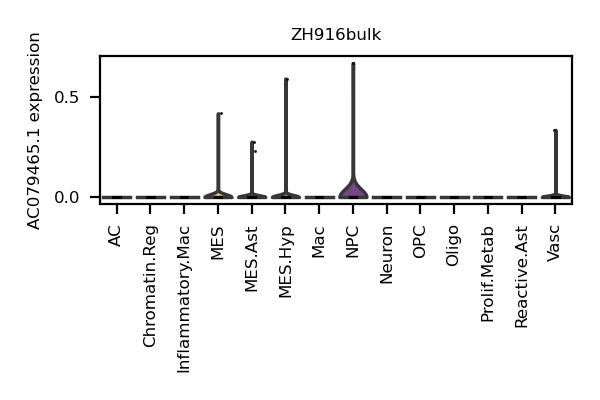 ZH916bulk
AC079465.1 expression
0.5
0.0
AC
Chromatin.Reg
Inflammatory.Mac
MES
MES.Ast
MES.Hyp
Mac
NPC
Neuron
OPC
Oligo
Prolif.Metab
Reactive.Ast
Vasc